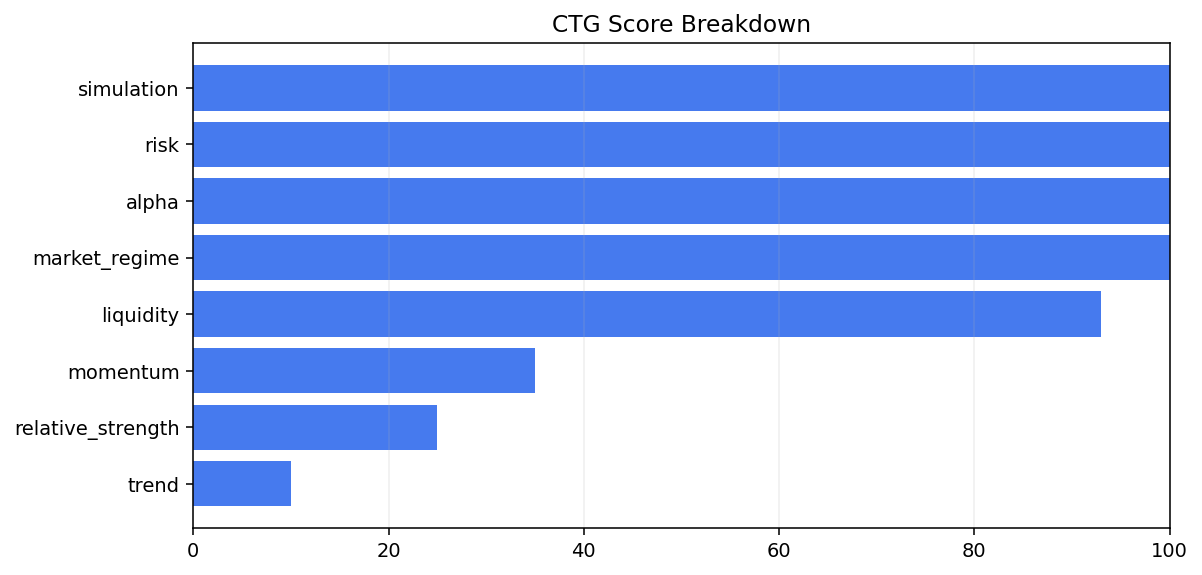 CTG Score Breakdown
simulation
risk
alpha
market_regime
liquidity
momentum
relative_strength
trend
0 20 40 60 80 100